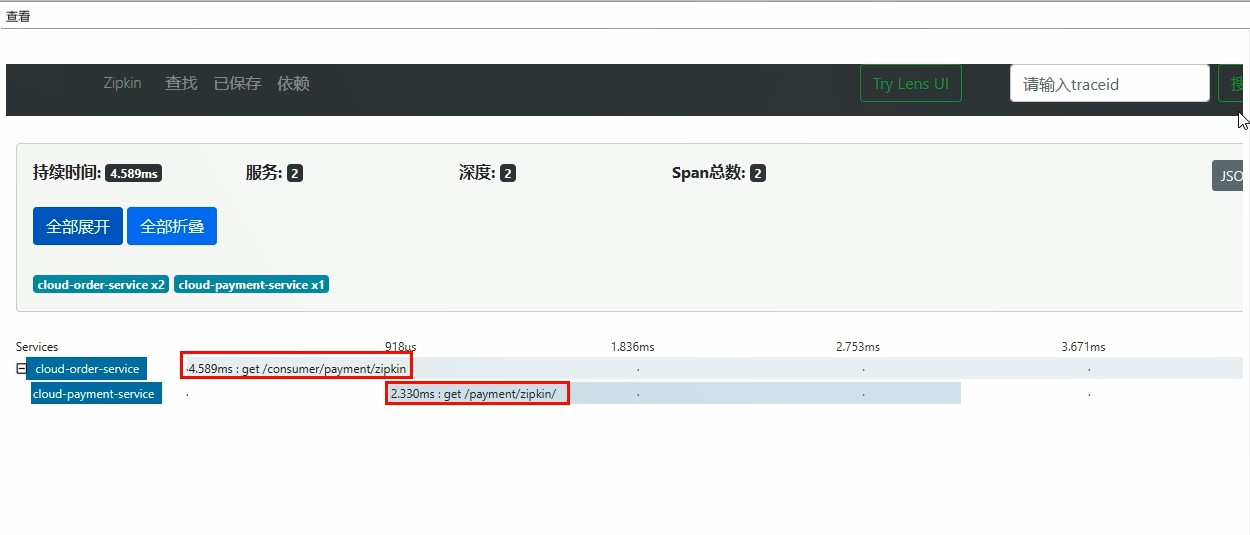 查看
Zipkin 查找 已保存 依赖 Try Lens UI 请输入traceid
持续时间: 4.589ms 服务: 2 深度: 2 Span总数: 2 JSO
全部展开 全部折叠
cloud-order-service x2 cloud-payment-service x1
Services 918us 1.836ms 2.753ms 3.671ms
cloud-order-service 4.589ms : get /consumer/payment/zipkin
cloud-payment-service 2.330ms : get /payment/zipkin/